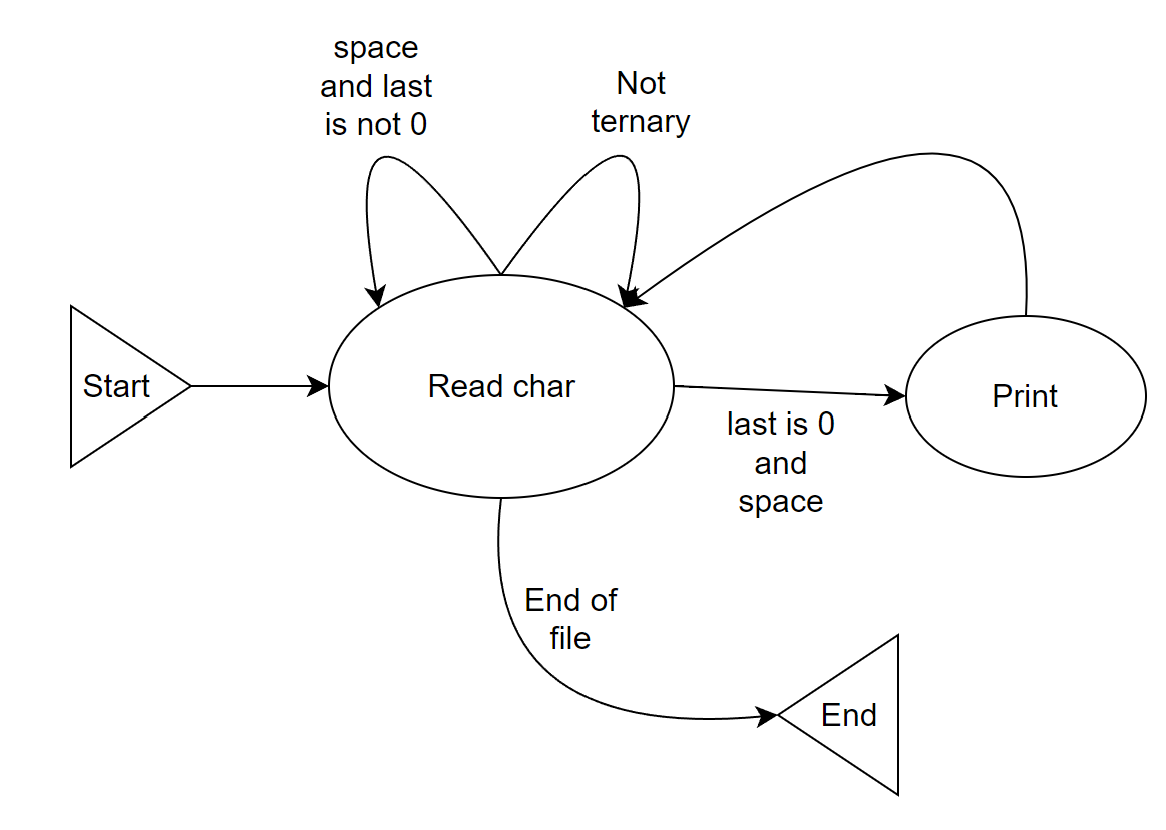 space
and last
is not 0
Not
ternary
Start
Read char
Print
last is 0
and
space
End of
file
End